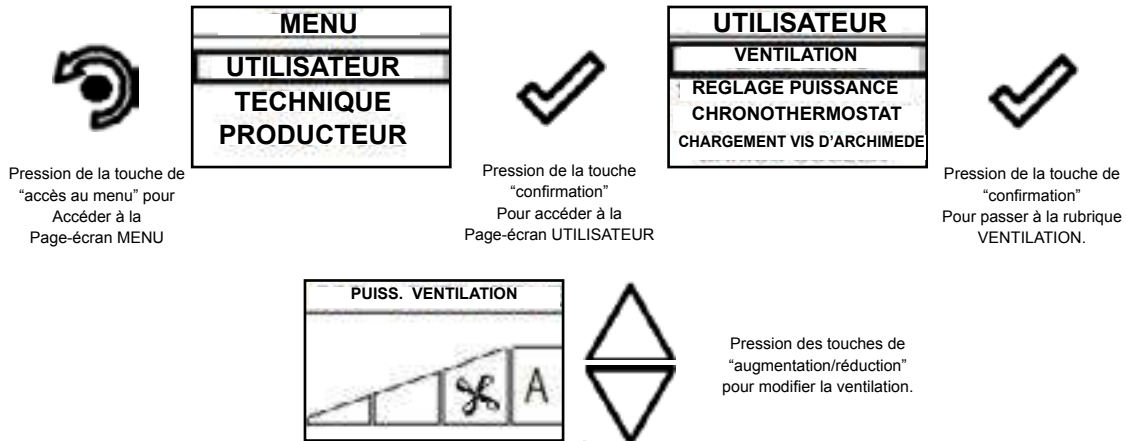 Pression de la touche de
“accès au menu” pour
Accéder à la
Page-écran MENU
MENU
UTILISATEUR
TECHNIQUE
PRODUCTEUR
Pression de la touche
“confirmation”
Pour accéder à la
Page-écran UTILISATEUR
UTILISATEUR
VENTILATION
REGLAGE PUISSANCE
CHRONOTHERMOSTAT
CHARGEMENT VIS D'ARCHIMEDE
Pression de la touche de
“confirmation”
Pour passer à la rubrique
VENTILATION.
PUISS. VENTILATION
A
Pression des touches de
“augmentation/réduction”
pour modifier la ventilation.